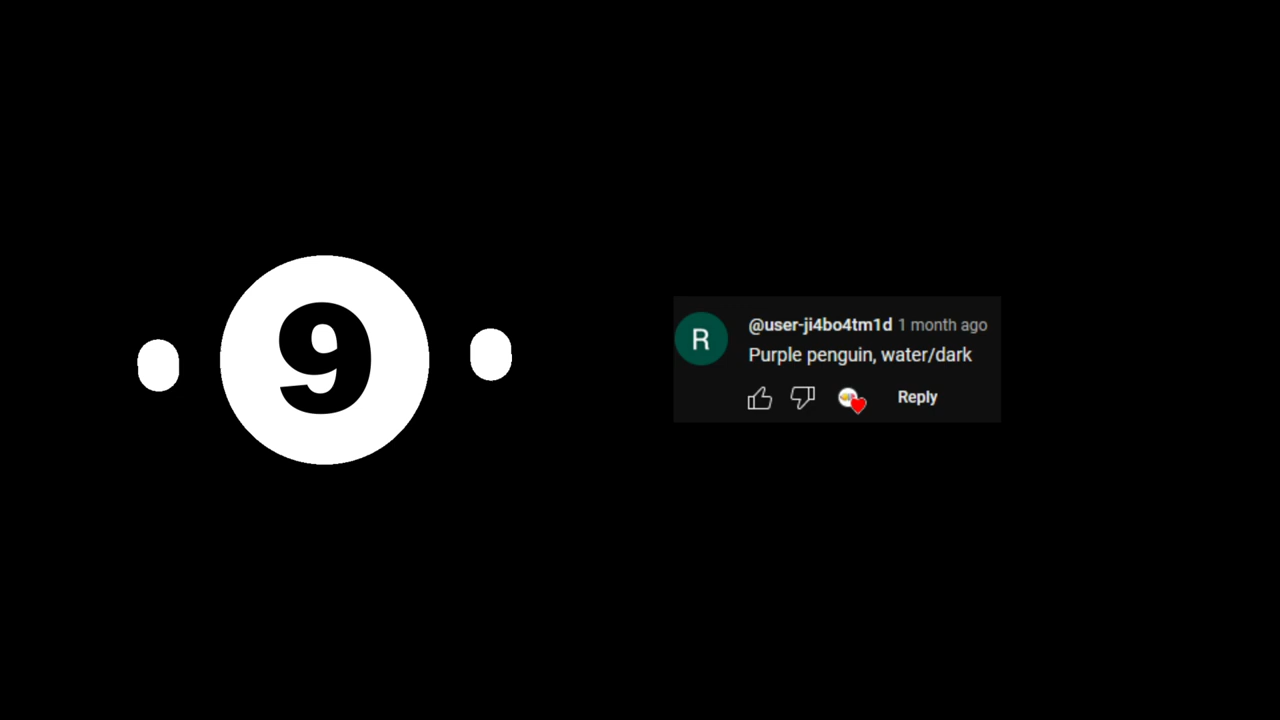 9
@user-ji4bo4tm1d 1 month ago
R
Purple penguin, water/dark
Reply